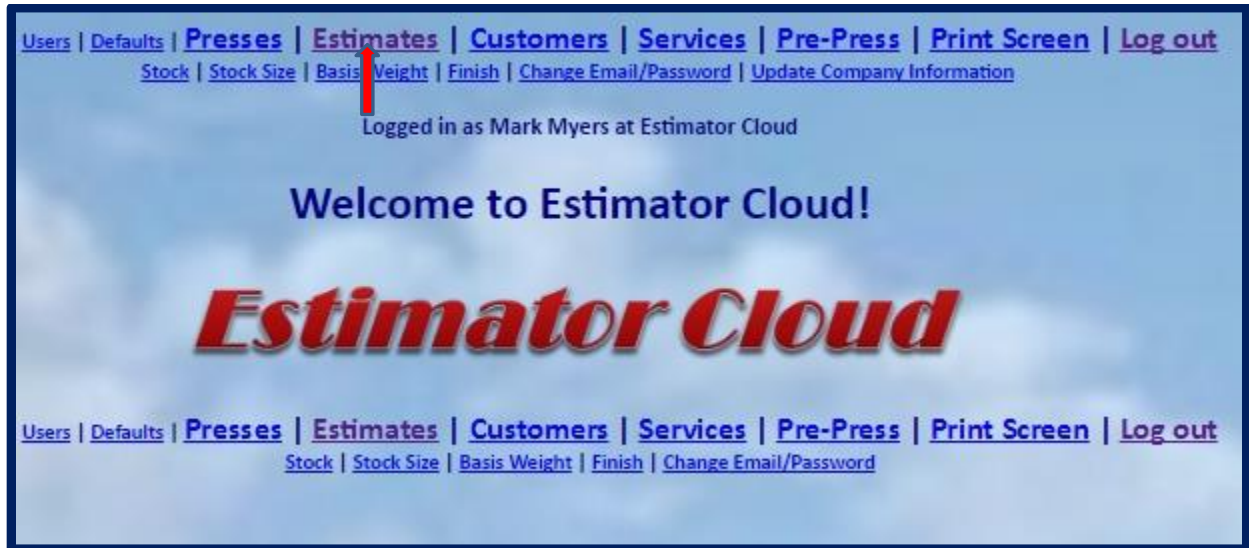 Users | Defaults | Presses | Estimates | Customers | Services | Pre-Press | Print Screen | Log out
Stock | Stock Size | Basis Weight | Finish | Change Email/Password | Update Company Information
Logged in as Mark Myers at Estimator Cloud
Welcome to Estimator Cloud!
Estimator Cloud
Users | Defaults | Presses | Estimates | Customers | Services | Pre-Press | Print Screen | Log out
Stock | Stock Size | Basis Weight | Finish | Change Email/Password